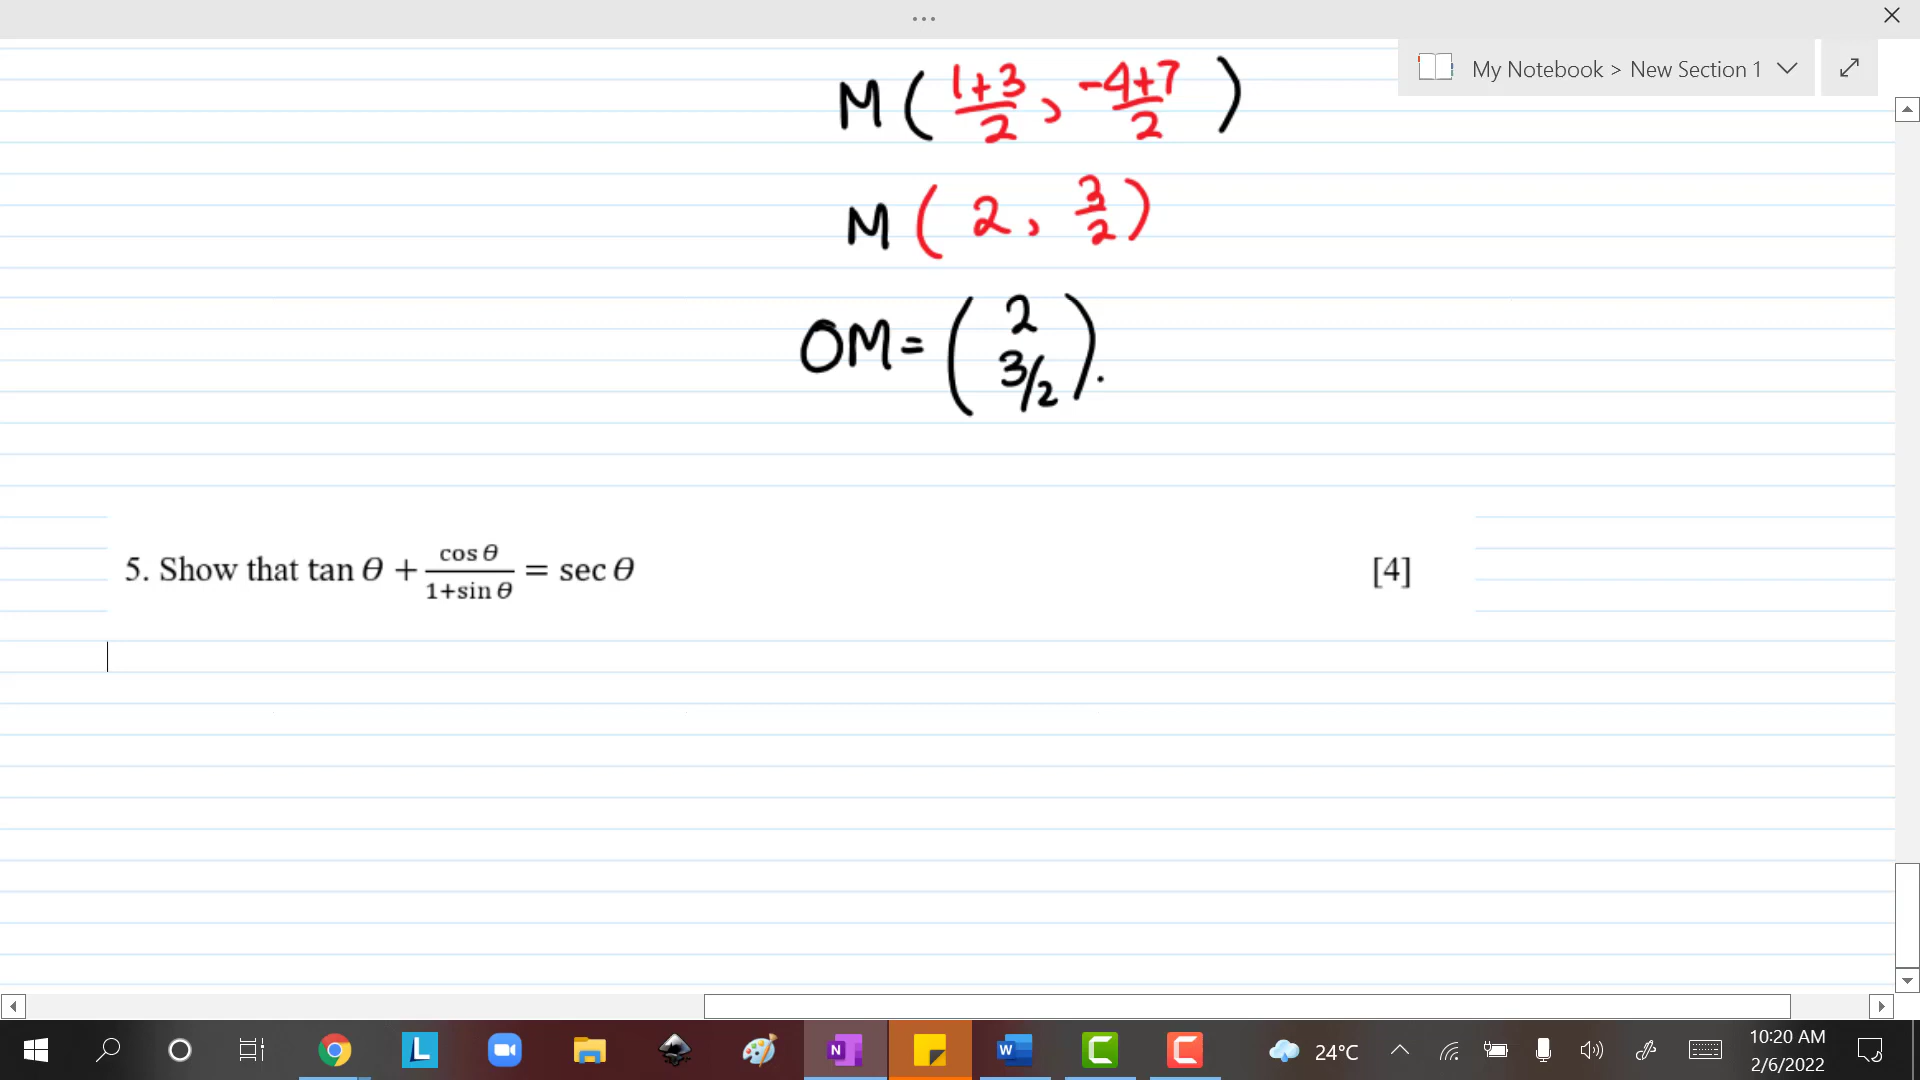 ...
My Notebook > New Section 1
M ( 1+3/2 , -4+7/2 )
M ( 2 , 3/2 )
OM = ( 2 3/2 ).
5. Show that tan θ + cos θ/1+sin θ = sec θ [4]
24°C
10:20 AM
2/6/2022